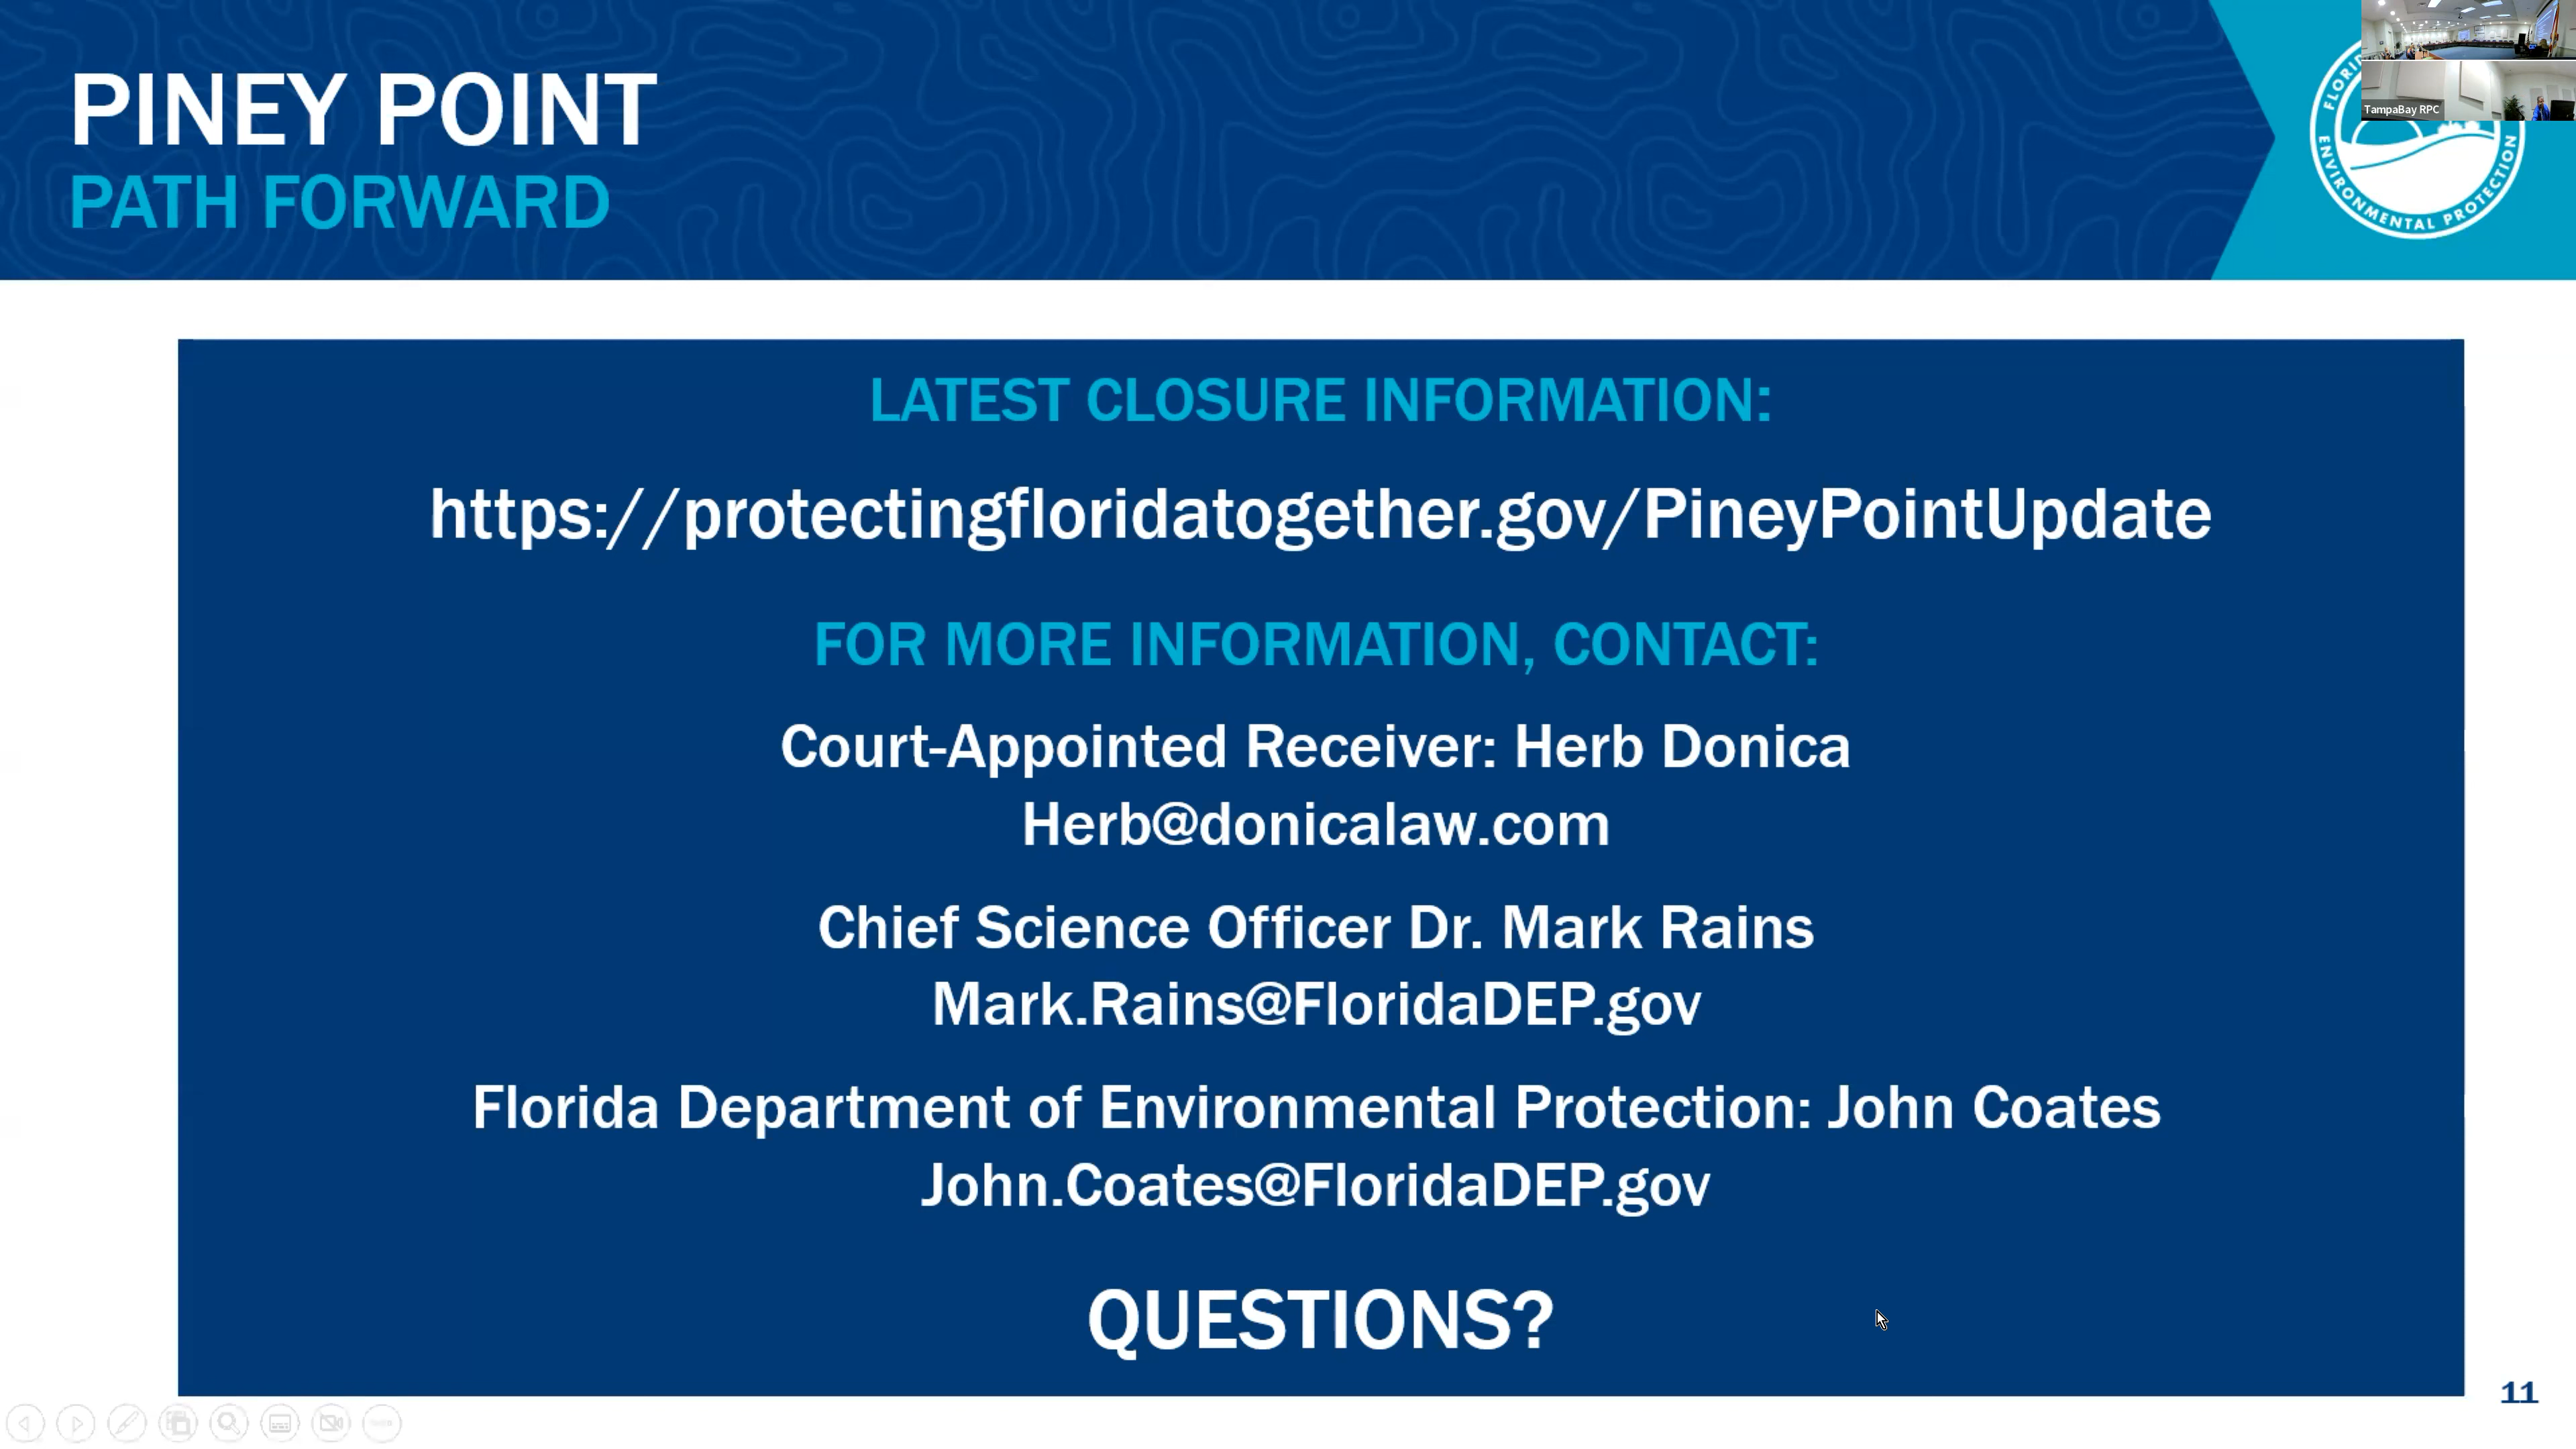 PINEY POINT
PATH FORWARD
TampaBay RPC
ENVIRONMENTAL PROTECTION
LATEST CLOSURE INFORMATION:
https://protectingfloridatogether.gov/PineyPointUpdate
FOR MORE INFORMATION, CONTACT:
Court-Appointed Receiver: Herb Donica
Herb@donicalaw.com
Chief Science Officer Dr. Mark Rains
Mark.Rains@FloridaDEP.gov
Florida Department of Environmental Protection: John Coates
John.Coates@FloridaDEP.gov
QUESTIONS?
11